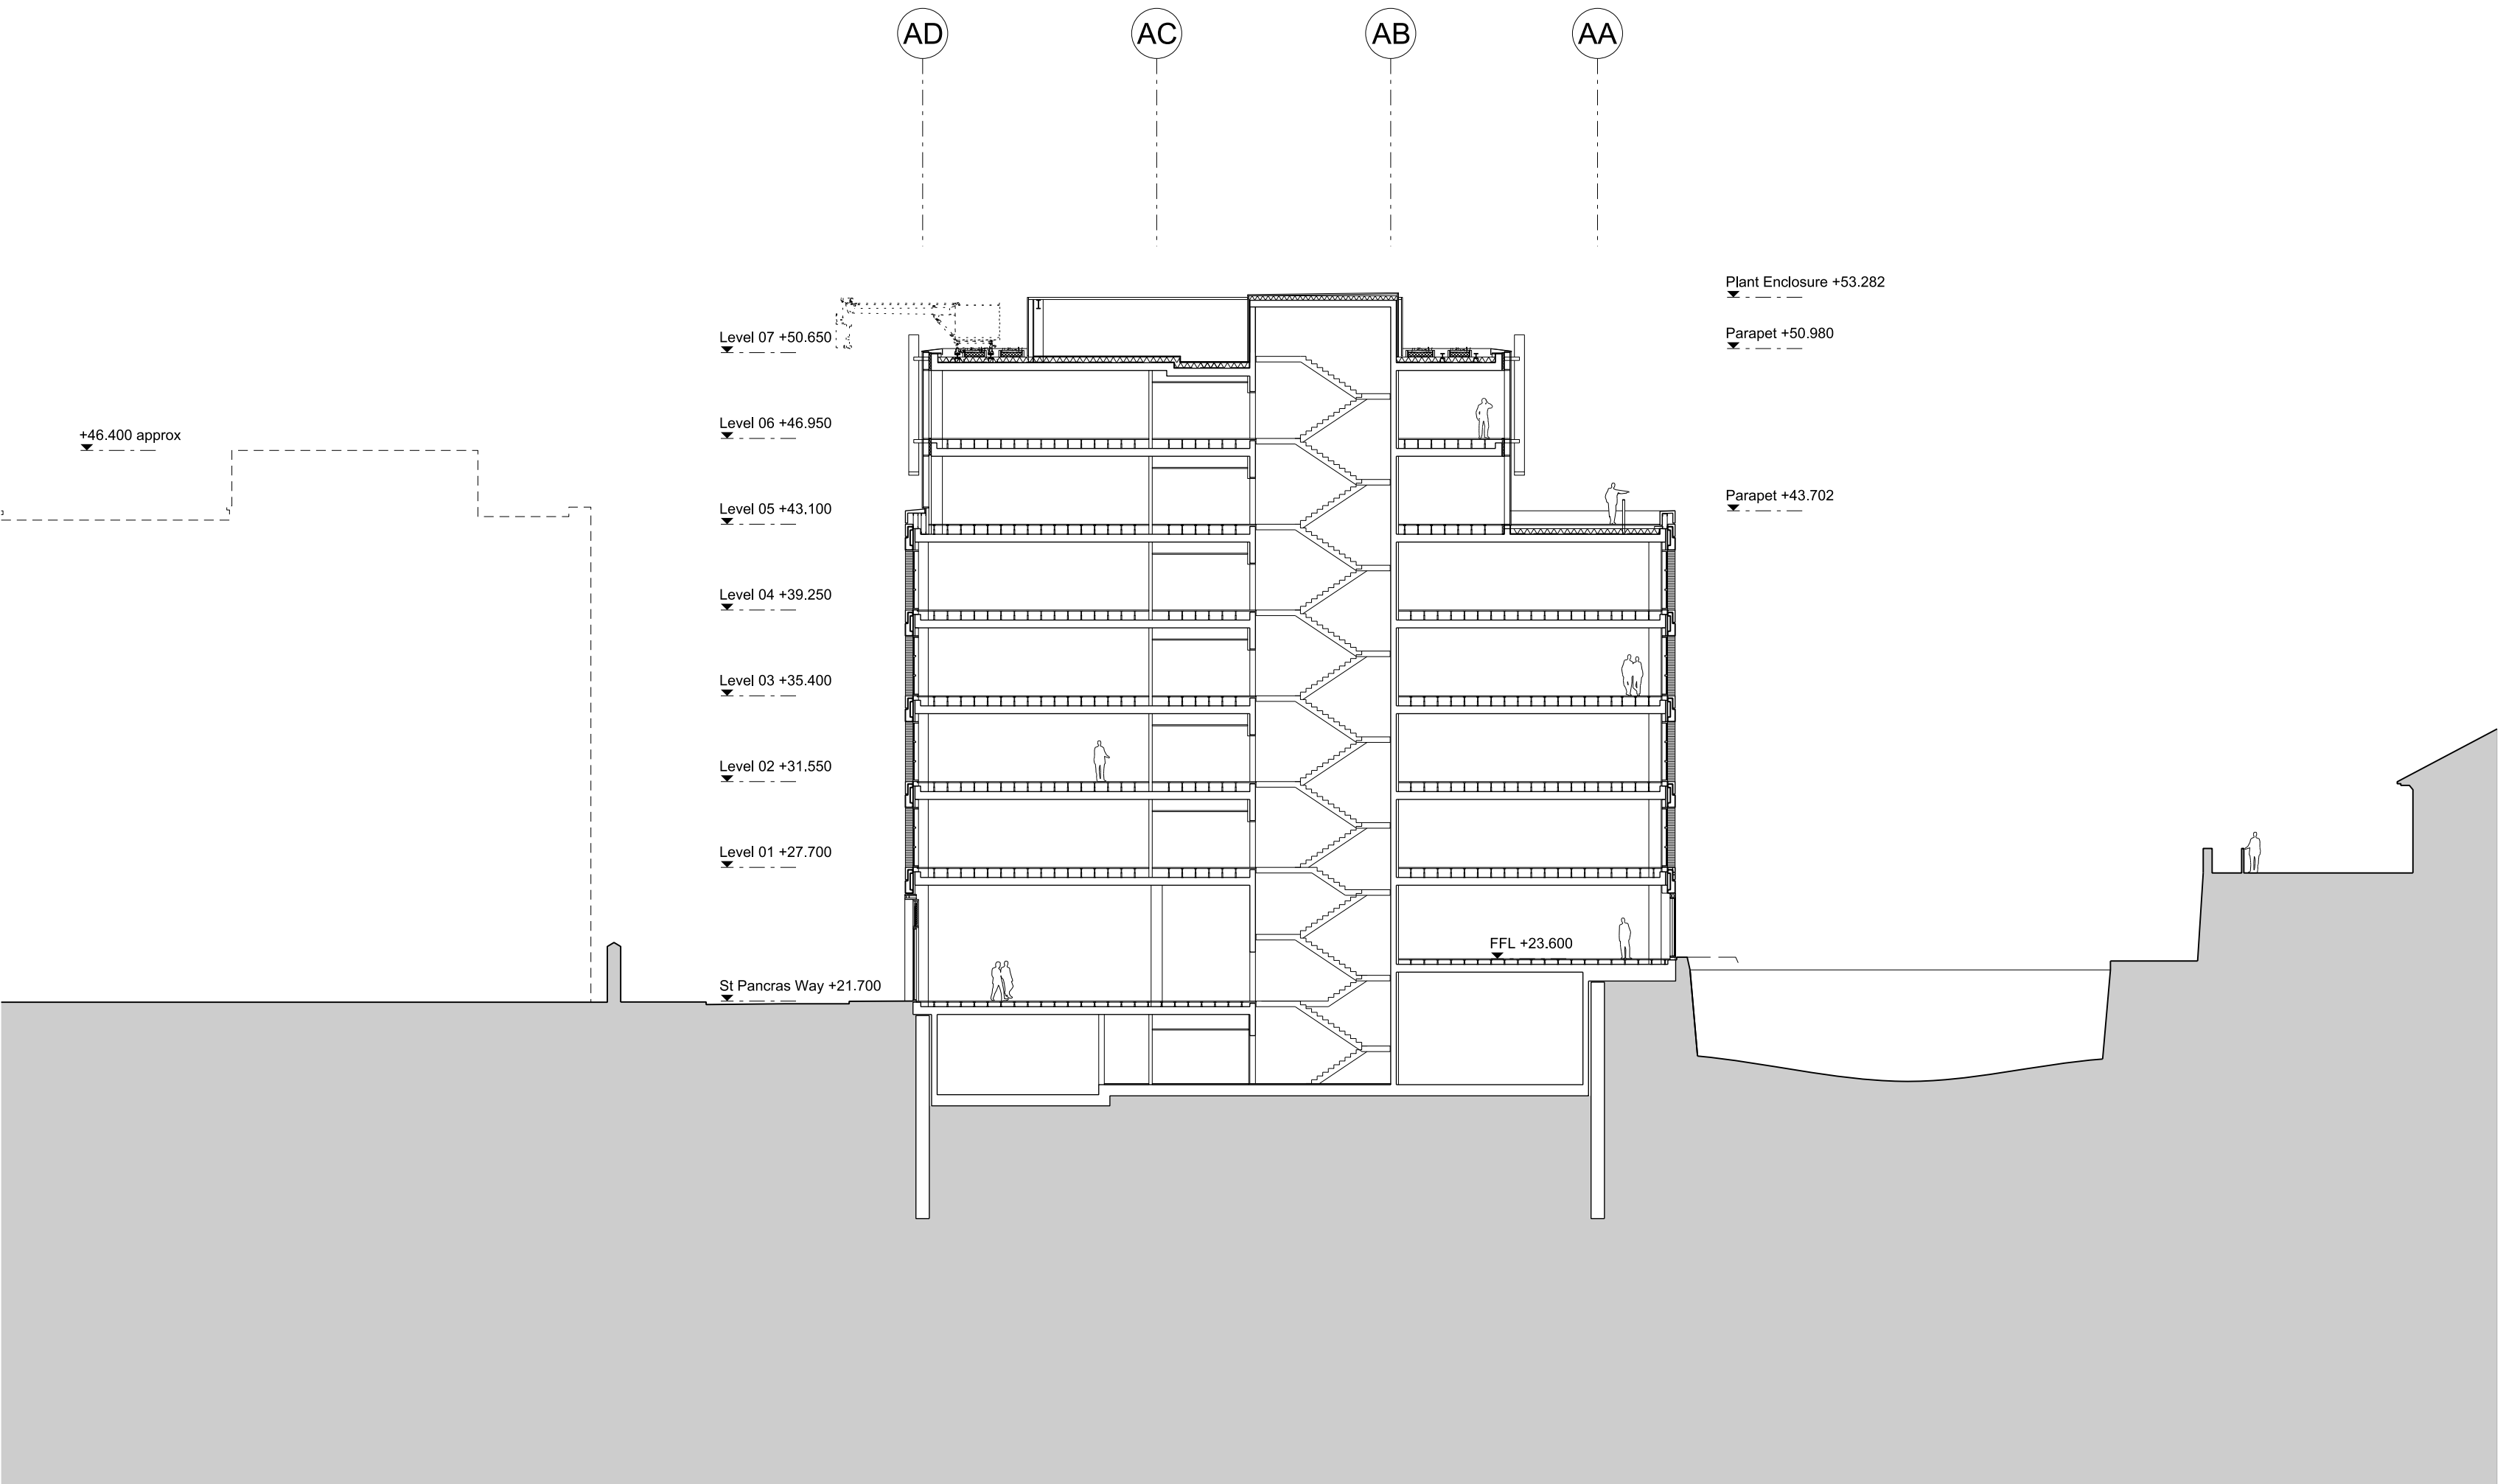 AD
AC
AB
AA
Plant Enclosure +53.282
Parapet +50.980
Level 07 +50.650
Level 06 +46.950
+46.400 approx
Parapet +43.702
Level 05 +43.100
Level 04 +39.250
Level 03 +35.400
Level 02 +31.550
Level 01 +27.700
FFL +23.600
St Pancras Way +21.700